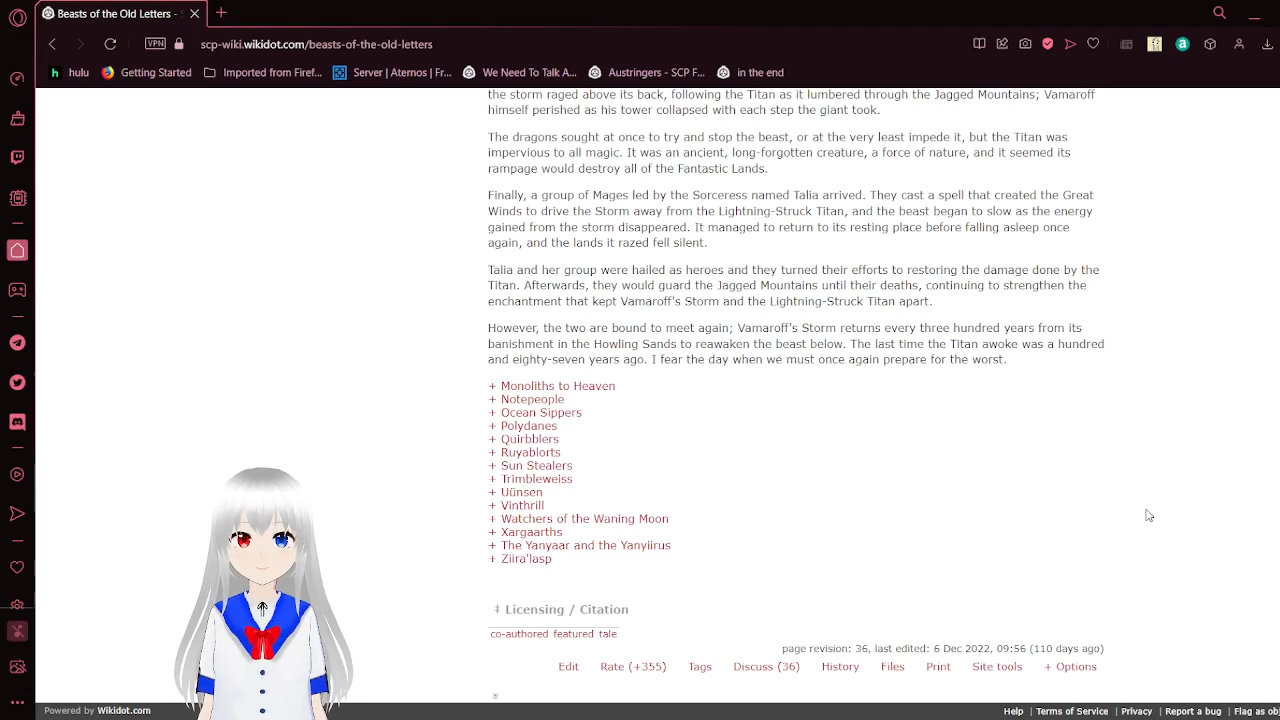 Beasts of the Old Letters -
VPN
scp-wiki.wikidot.com/beasts-of-the-old-letters
hulu
Getting Started
Imported from Firef...
Server | Aternos | Fr...
We Need To Talk A...
Austringers - SCP F...
in the end
the storm raged above its back, following the Titan as it lumbered through the Jagged Mountains; Vamaroff
himself perished as his tower collapsed with each step the giant took.
The dragons sought at once to try and stop the beast, or at the very least impede it, but the Titan was
impervious to all magic. It was an ancient, long-forgotten creature, a force of nature, and it seemed its
rampage would destroy all of the Fantastic Lands.
Finally, a group of Mages led by the Sorceress named Talia arrived. They cast a spell that created the Great
Winds to drive the Storm away from the Lightning-Struck Titan, and the beast began to slow as the energy
gained from the storm disappeared. It managed to return to its resting place before falling asleep once
again, and the lands it razed fell silent.
Talia and her group were hailed as heroes and they turned their efforts to restoring the damage done by the
Titan. Afterwards, they would guard the Jagged Mountains until their deaths, continuing to strengthen the
enchantment that kept Vamaroff's Storm and the Lightning-Struck Titan apart.
However, the two are bound to meet again; Vamaroff's Storm returns every three hundred years from its
banishment in the Howling Sands to reawaken the beast below. The last time the Titan awoke was a hundred
and eighty-seven years ago. I fear the day when we must once again prepare for the worst.
+ Monoliths to Heaven
+ Notepeople
+ Ocean Sippers
+ Polydanes
+ Quirbblers
+ Ruyablorts
+ Sun Stealers
+ Trimbleweiss
+ Uünsen
+ Vinthrill
+ Watchers of the Waning Moon
+ Xargaarths
+ The Yanyaar and the Yanyiirus
+ Ziira'lasp
‡ Licensing / Citation
co-authored featured tale
page revision: 36, last edited: 6 Dec 2022, 09:56 (110 days ago)
Edit Rate (+355) Tags Discuss (36) History Files Print Site tools + Options
Powered by Wikidot.com
Help | Terms of Service | Privacy | Report a bug | Flag as ob